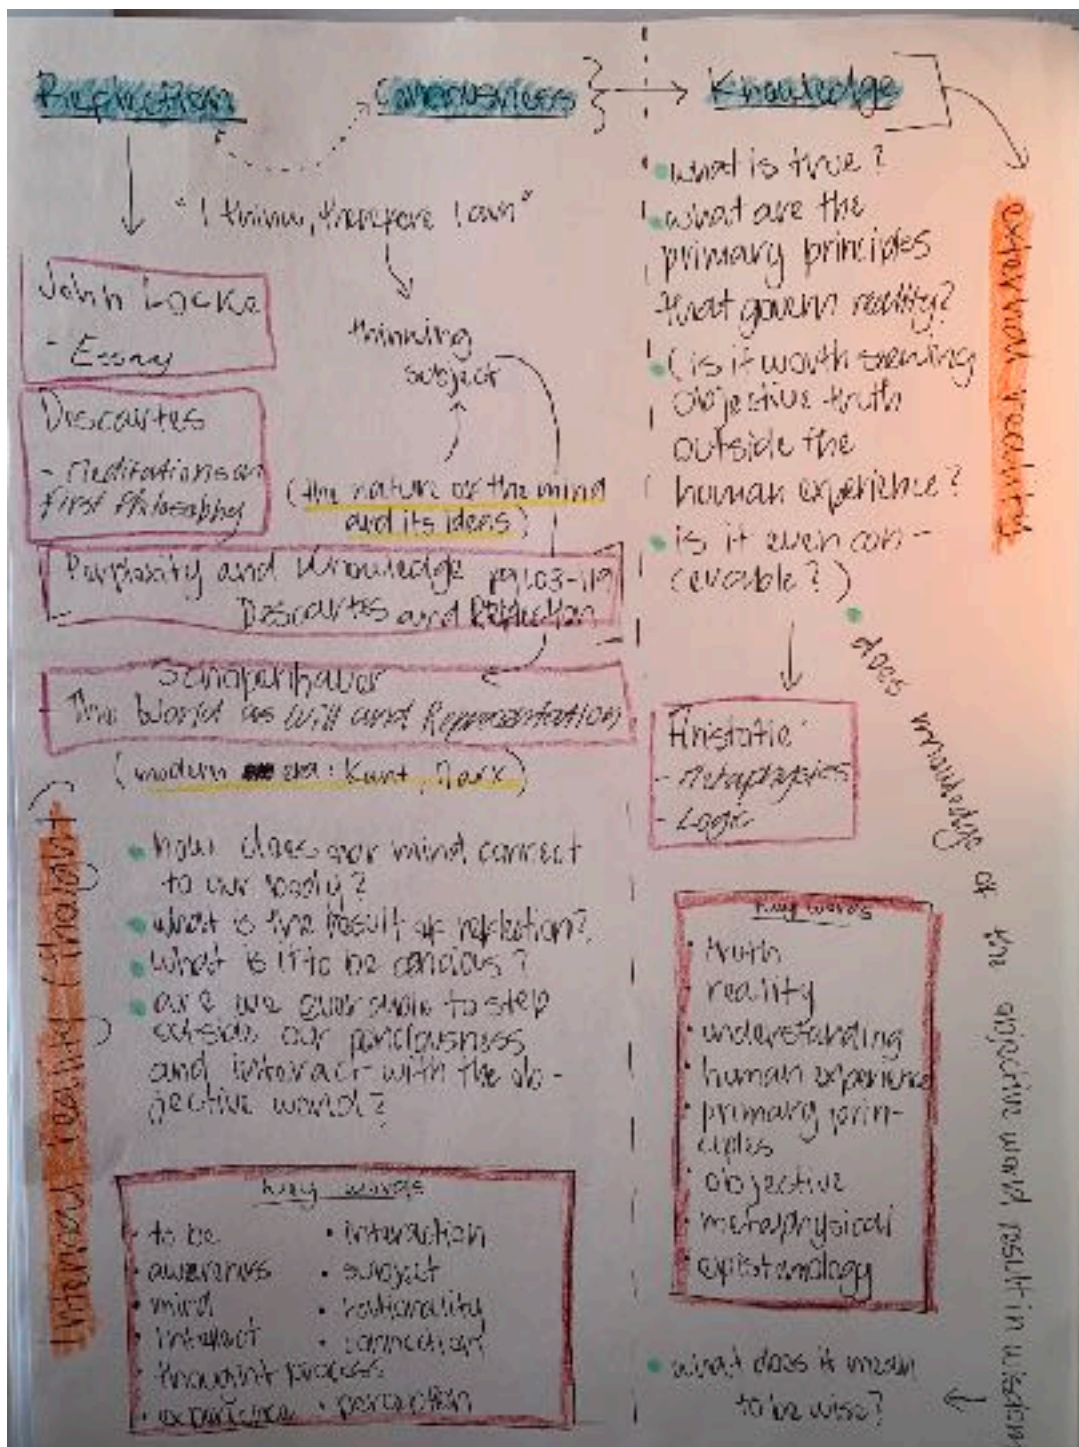 Reflection
Conciousness
Knowledge
"I think, therefore I am"
John Locke
- Essay
thinking
subject
Descartes
- Meditations on
First Philosophy
(the nature of the mind
and its ideas)
Perplexity and Knowledge pg 103-119
Descartes and Reflection
Schopenhauer
- The World as Will and Representation
(modern era: Kant, Marx)
internal reality (thought)
how does our mind connect
to our body?
what is the result of reflection?
What is it to be concious?
are we ever able to step
outside our conciousness
and interact with the ob-
jective world?
key words
• to be
• awareness
• mind
• intellect
• thought process
• experience
• interaction
• subject
• rationality
• connection
• perception
what is true?
what are the
primary principles
that govern reality?
(is it worth seeking
objective truth
outside the
human experience?
is it even con-
cevable?)
external reality
Aristotle
- Metaphysics
- Logic
does knowledge to the objective world result in wisdom
key words
• truth
• reality
• understanding
• human experience
• primary prin-
ciples
• objective
• metaphysical
• epistemology
what does it mean
to be wise?